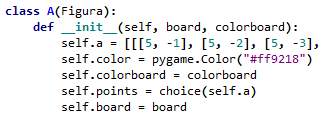 class A(Figura):
    def __init__(self, board, colorboard):
        self.a = [[[5, -1], [5, -2], [5, -3],
        self.color = pygame.Color("#ff9218")
        self.colorboard = colorboard
        self.points = choice(self.a)
        self.board = board